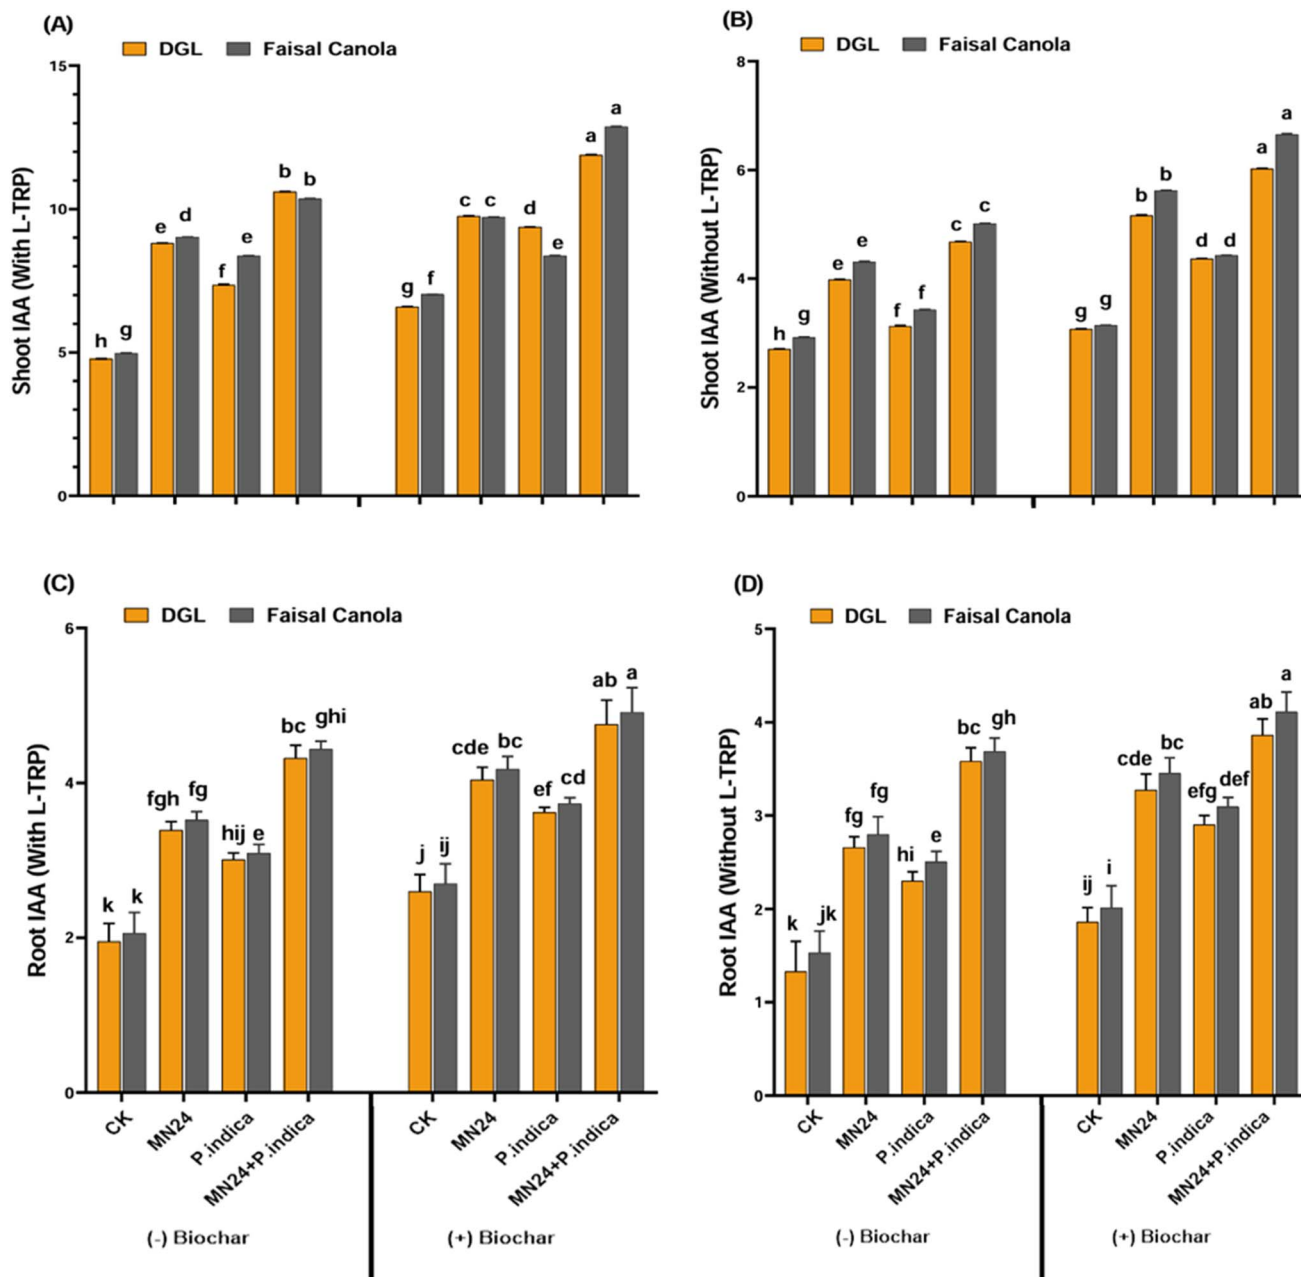 (A)
DGL Faisal Canola
Shoot IAA (With L-TRP)
15
10
5
0
h g e d f e b b g f c c d e a a
(B)
DGL Faisal Canola
Shoot IAA (Without L-TRP)
8
6
4
2
0
h g e e f f c c g g b b d d a a
(C)
DGL Faisal Canola
Root IAA (With L-TRP)
6
4
2
0
k k fgh fg hij e bc ghi j ij cde bc ef cd ab a
CK MN24 P.indica MN24+P.indica CK MN24 P.indica MN24+P.indica
(-) Biochar (+) Biochar
(D)
DGL Faisal Canola
Root IAA (Without L-TRP)
5
4
3
2
1
0
k jk fg fg hi e bc gh ij i cde bc efg def ab a
CK MN24 P.indica MN24+P.indica CK MN24 P.indica MN24+P.indica
(-) Biochar (+) Biochar